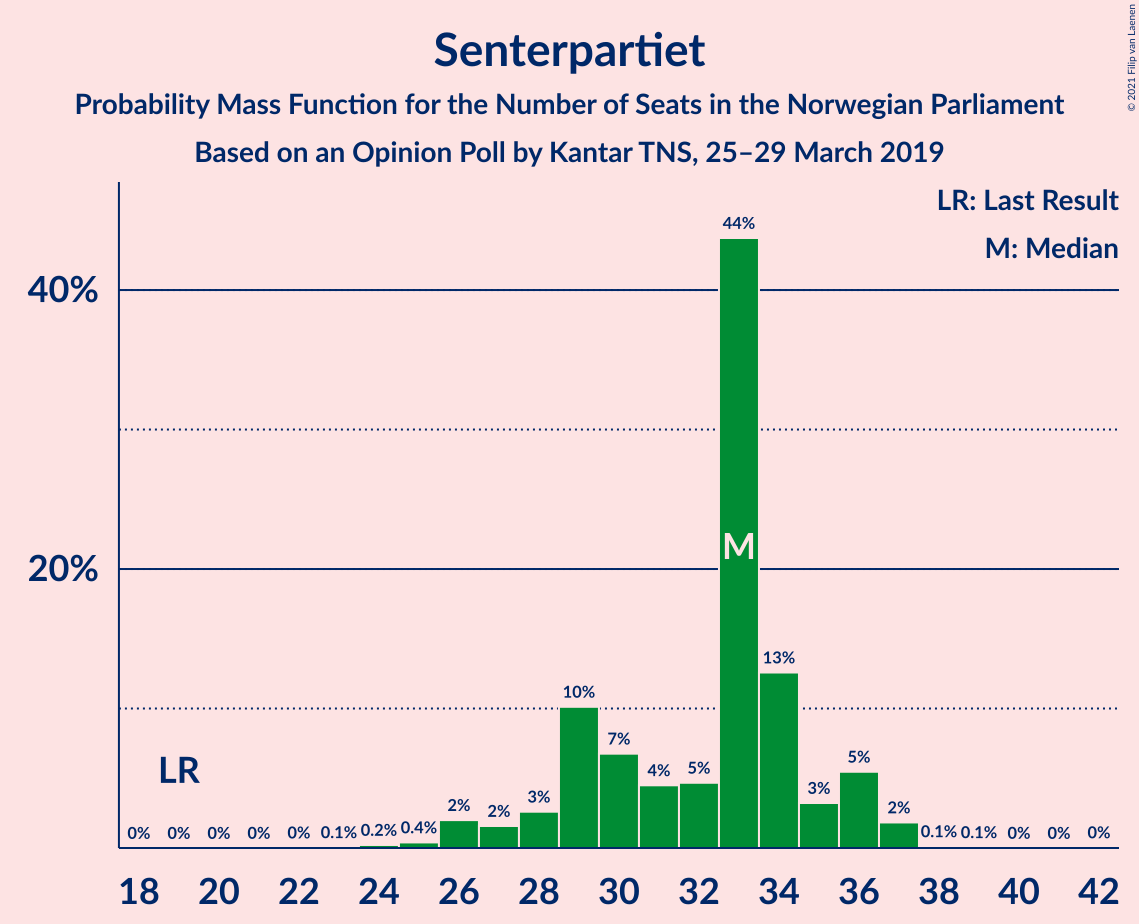 Senterpartiet
Probability Mass Function for the Number of Seats in the Norwegian Parliament
Based on an Opinion Poll by Kantar TNS, 25–29 March 2019
© 2021 Filip van Laenen
LR: Last Result
M: Median
40%
20%
44%
M
13%
10%
7%
4%
5%
3%
5%
2%
LR
0% 0% 0% 0% 0% 0.1% 0.2% 0.4% 2% 2% 3%
0.1% 0.1% 0% 0% 0%
18 20 22 24 26 28 30 32 34 36 38 40 42